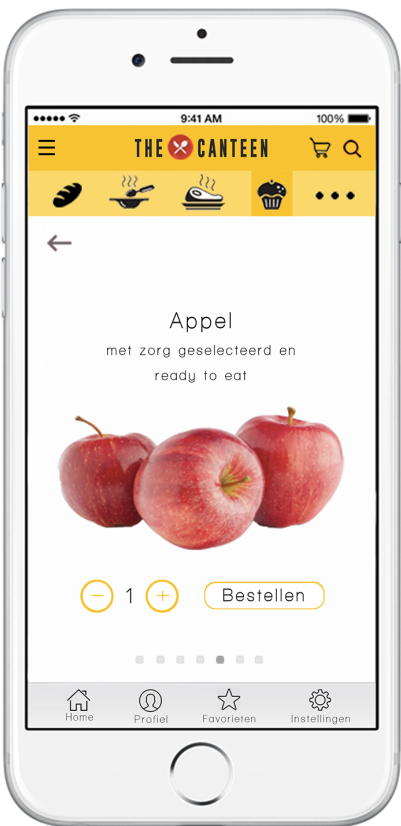 9:41 AM 100%
THE CANTEEN
Appel
met zorg geselecteerd en
ready to eat
1 Bestellen
Home Profiel Favorieten Instellingen